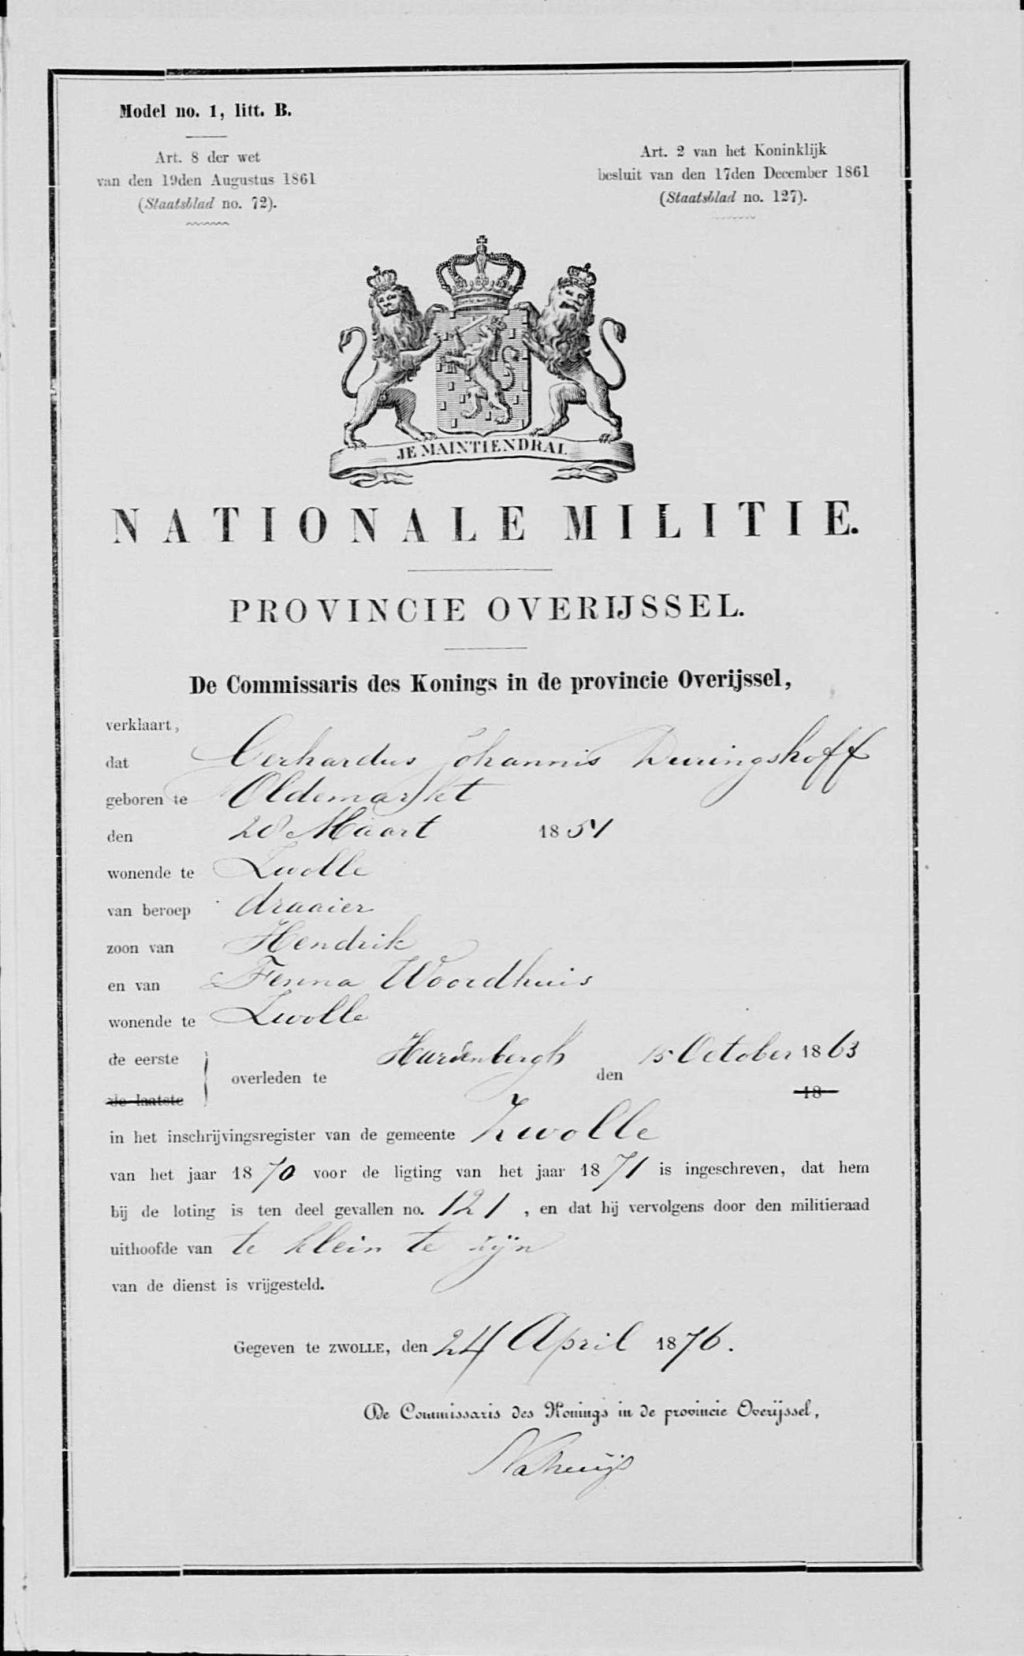 Model no. 1, litt. B.
Art. 8 der wet
van den 19den Augustus 1861
(Staatsblad no. 72).
Art. 2 van het Koninklijk
besluit van den 17den December 1861
(Staatsblad no. 127).
JE MAINTIENDRAI
NATIONALE MILITIE.
PROVINCIE OVERIJSSEL.
De Commissaris des Konings in de provincie Overijssel,
verklaart,
dat Gerhardus Johannis Duringshoff
geboren te Oldemarkt
den 20 Maart 1851
wonende te Zwolle
van beroep draaier
zoon van Hendrik
en van Fenna Woordhuis
wonende te Zwolle
de eerste overleden te Hardenbergh den 15 October 1863
de laatste 18
in het inschrijvingsregister van de gemeente Zwolle
van het jaar 1870 voor de ligting van het jaar 1871 is ingeschreven, dat hem
bij de loting is ten deel gevallen no. 121, en dat hij vervolgens door den militieraad
uithoofde van te klein te zijn
van de dienst is vrijgesteld.
Gegeven te ZWOLLE, den 24 April 1876.
De Commissaris des Konings in de provincie Overijssel,
Nahuijs